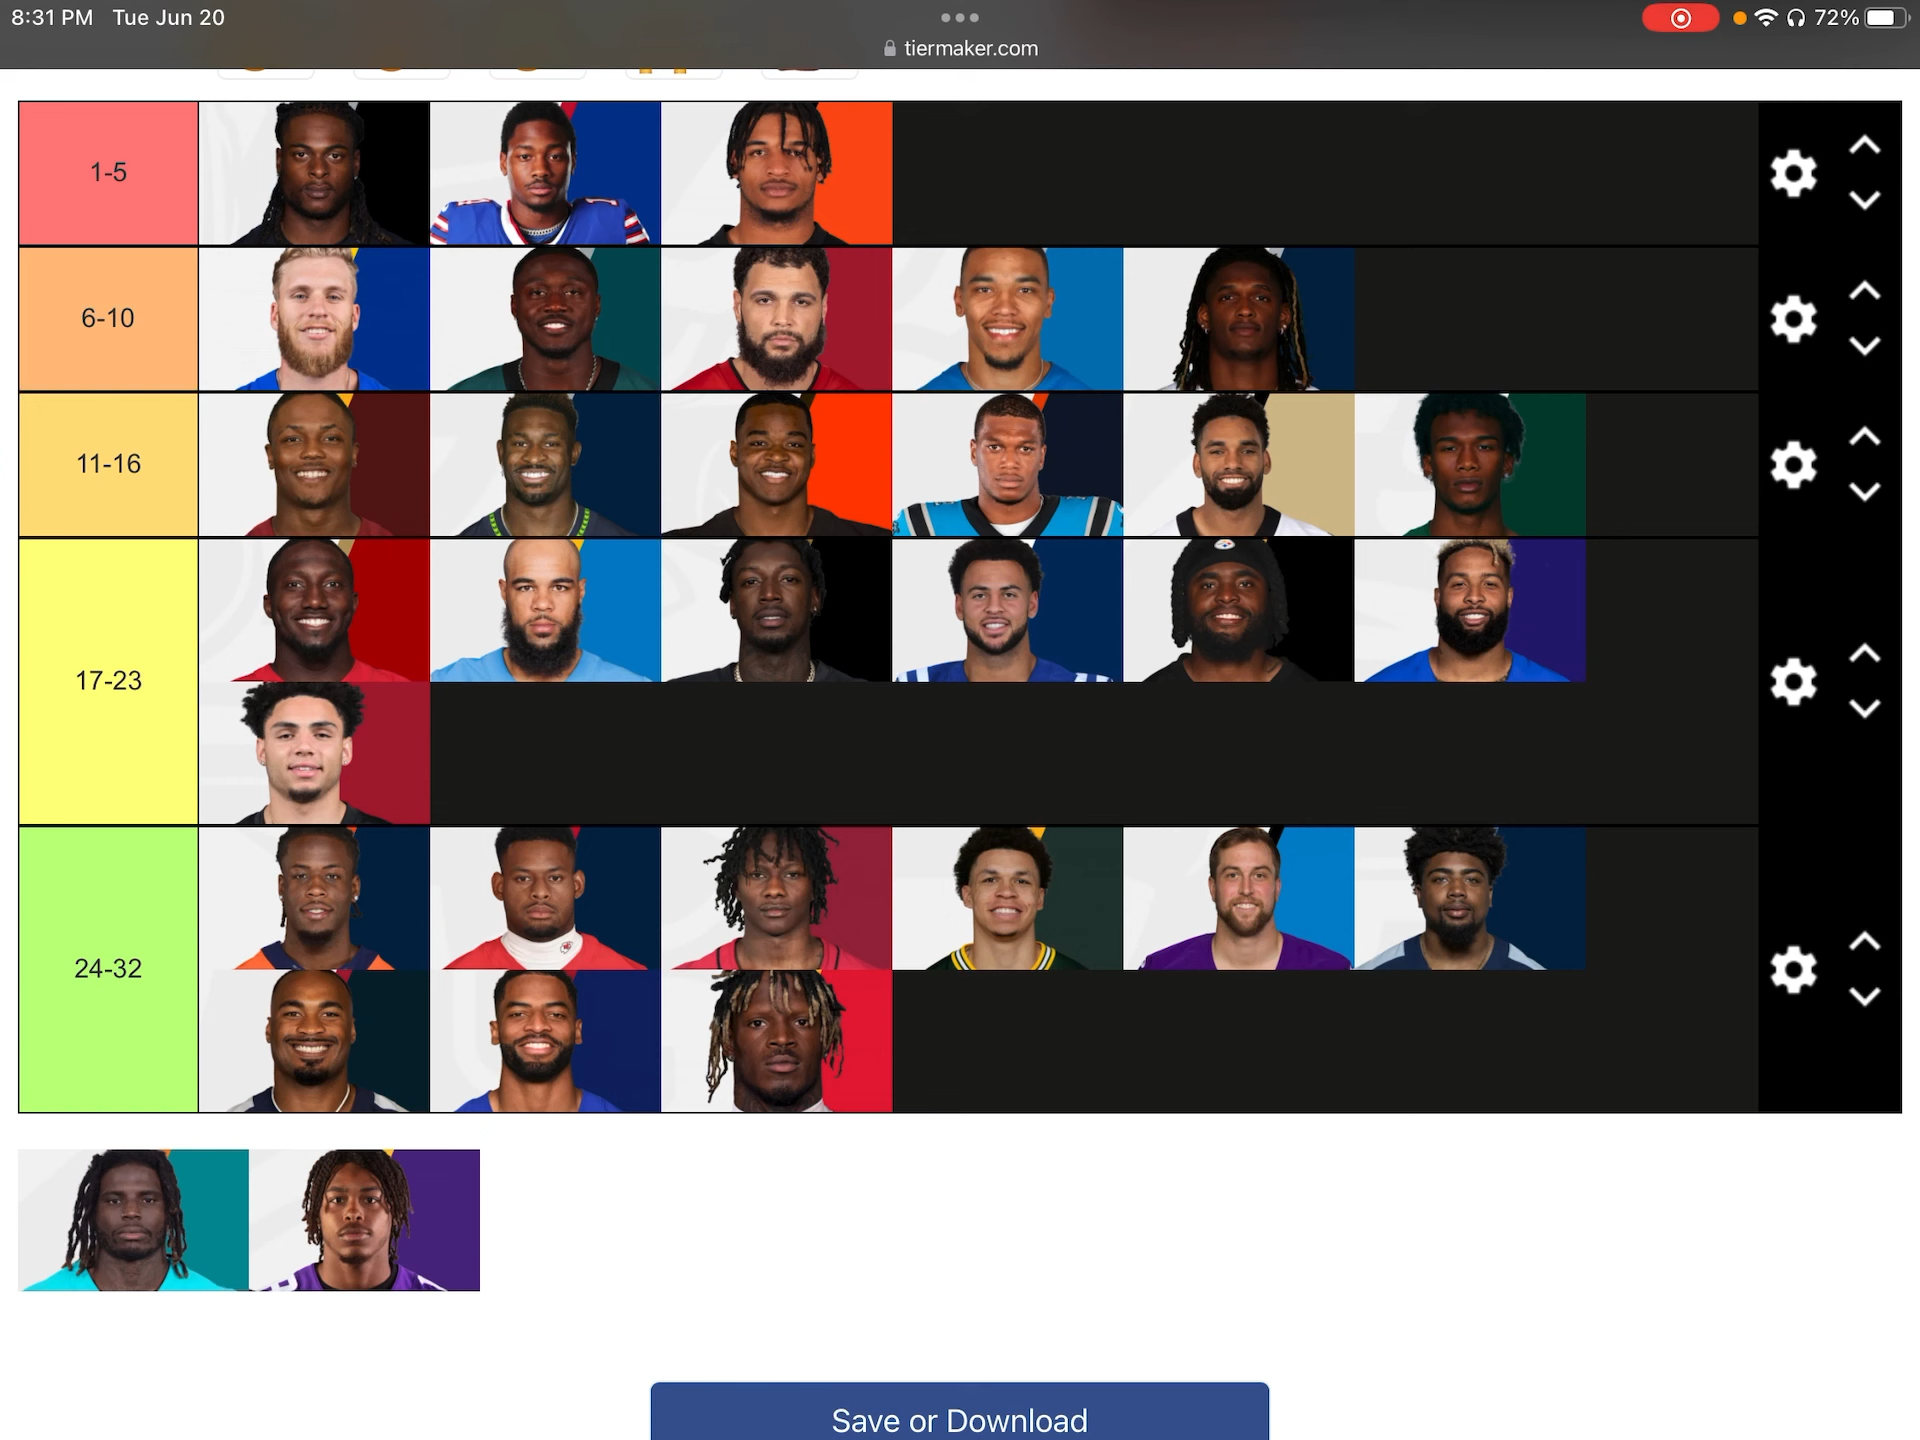 8:31 PM Tue Jun 20
72%
tiermaker.com
1-5
6-10
11-16
17-23
24-32
Save or Download